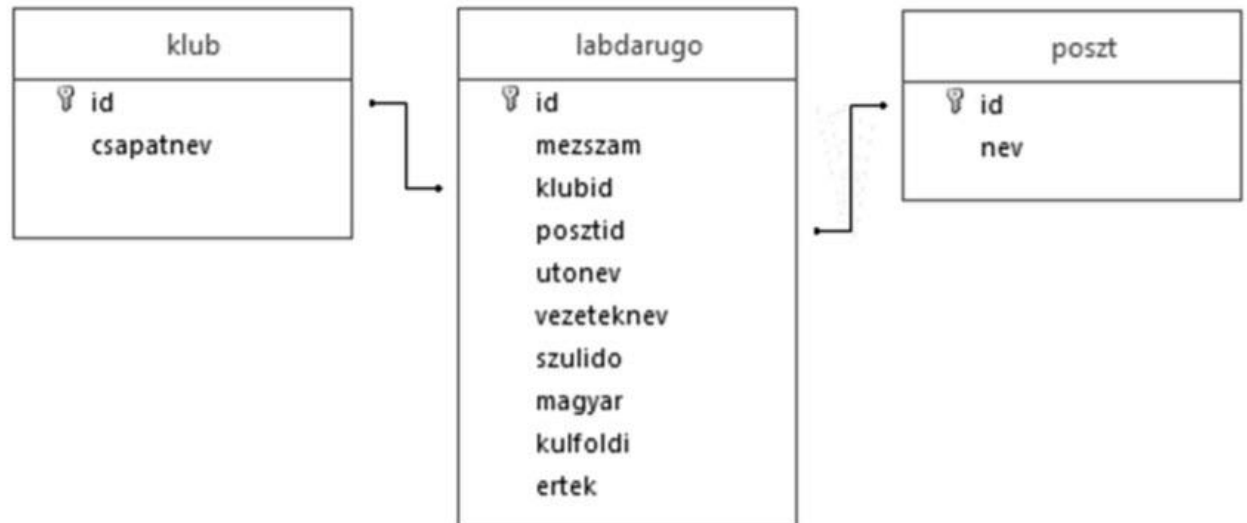 klub
id
csapatnev
labdarugo
id
mezszam
klubid
posztid
utonev
vezeteknev
szulido
magyar
kulfoldi
ertek
poszt
id
nev